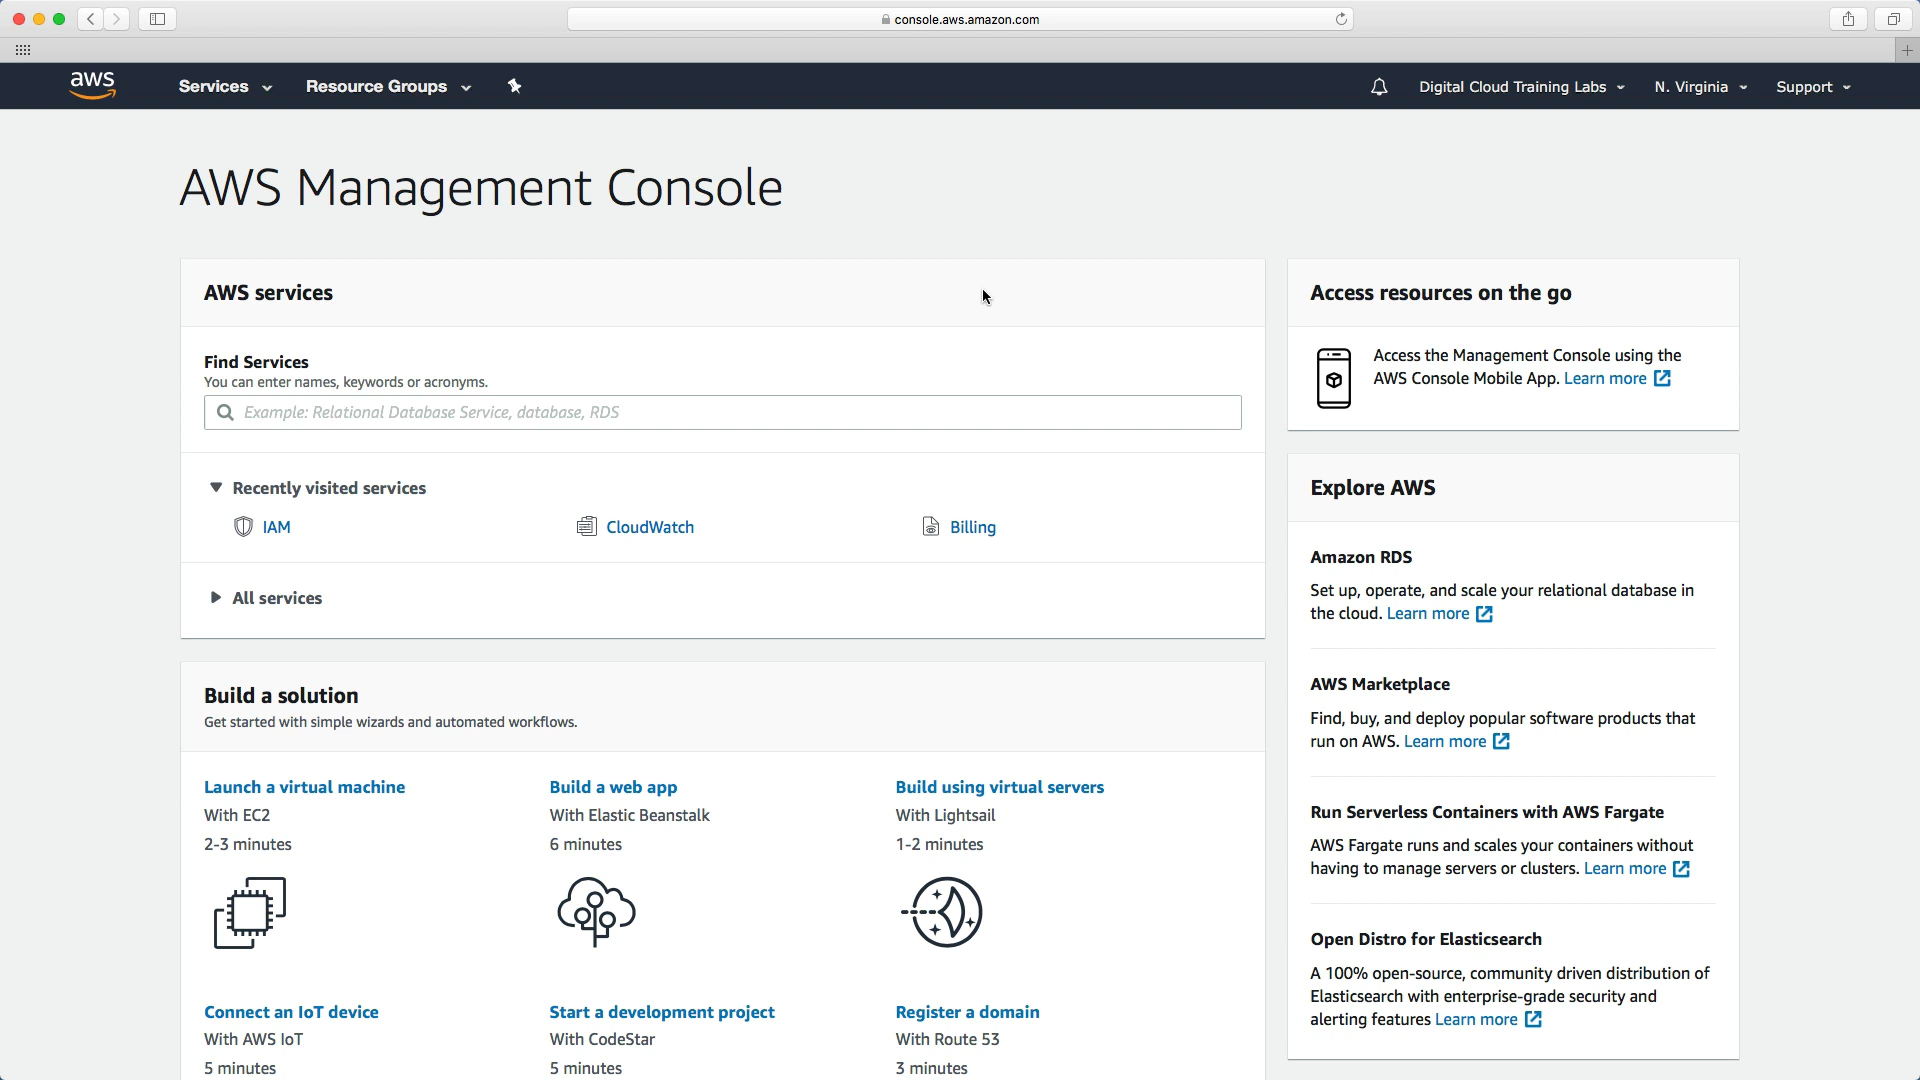 console.aws.amazon.com
aws
Services
Resource Groups
Digital Cloud Training Labs
N. Virginia
Support
AWS Management Console
AWS services
Find Services
You can enter names, keywords or acronyms.
Example: Relational Database Service, database, RDS
Recently visited services
IAM
CloudWatch
Billing
All services
Build a solution
Get started with simple wizards and automated workflows.
Launch a virtual machine
With EC2
2-3 minutes
Build a web app
With Elastic Beanstalk
6 minutes
Build using virtual servers
With Lightsail
1-2 minutes
Connect an IoT device
With AWS IoT
5 minutes
Start a development project
With CodeStar
5 minutes
Register a domain
With Route 53
3 minutes
Access resources on the go
Access the Management Console using the
AWS Console Mobile App. Learn more
Explore AWS
Amazon RDS
Set up, operate, and scale your relational database in
the cloud. Learn more
AWS Marketplace
Find, buy, and deploy popular software products that
run on AWS. Learn more
Run Serverless Containers with AWS Fargate
AWS Fargate runs and scales your containers without
having to manage servers or clusters. Learn more
Open Distro for Elasticsearch
A 100% open-source, community driven distribution of
Elasticsearch with enterprise-grade security and
alerting features Learn more